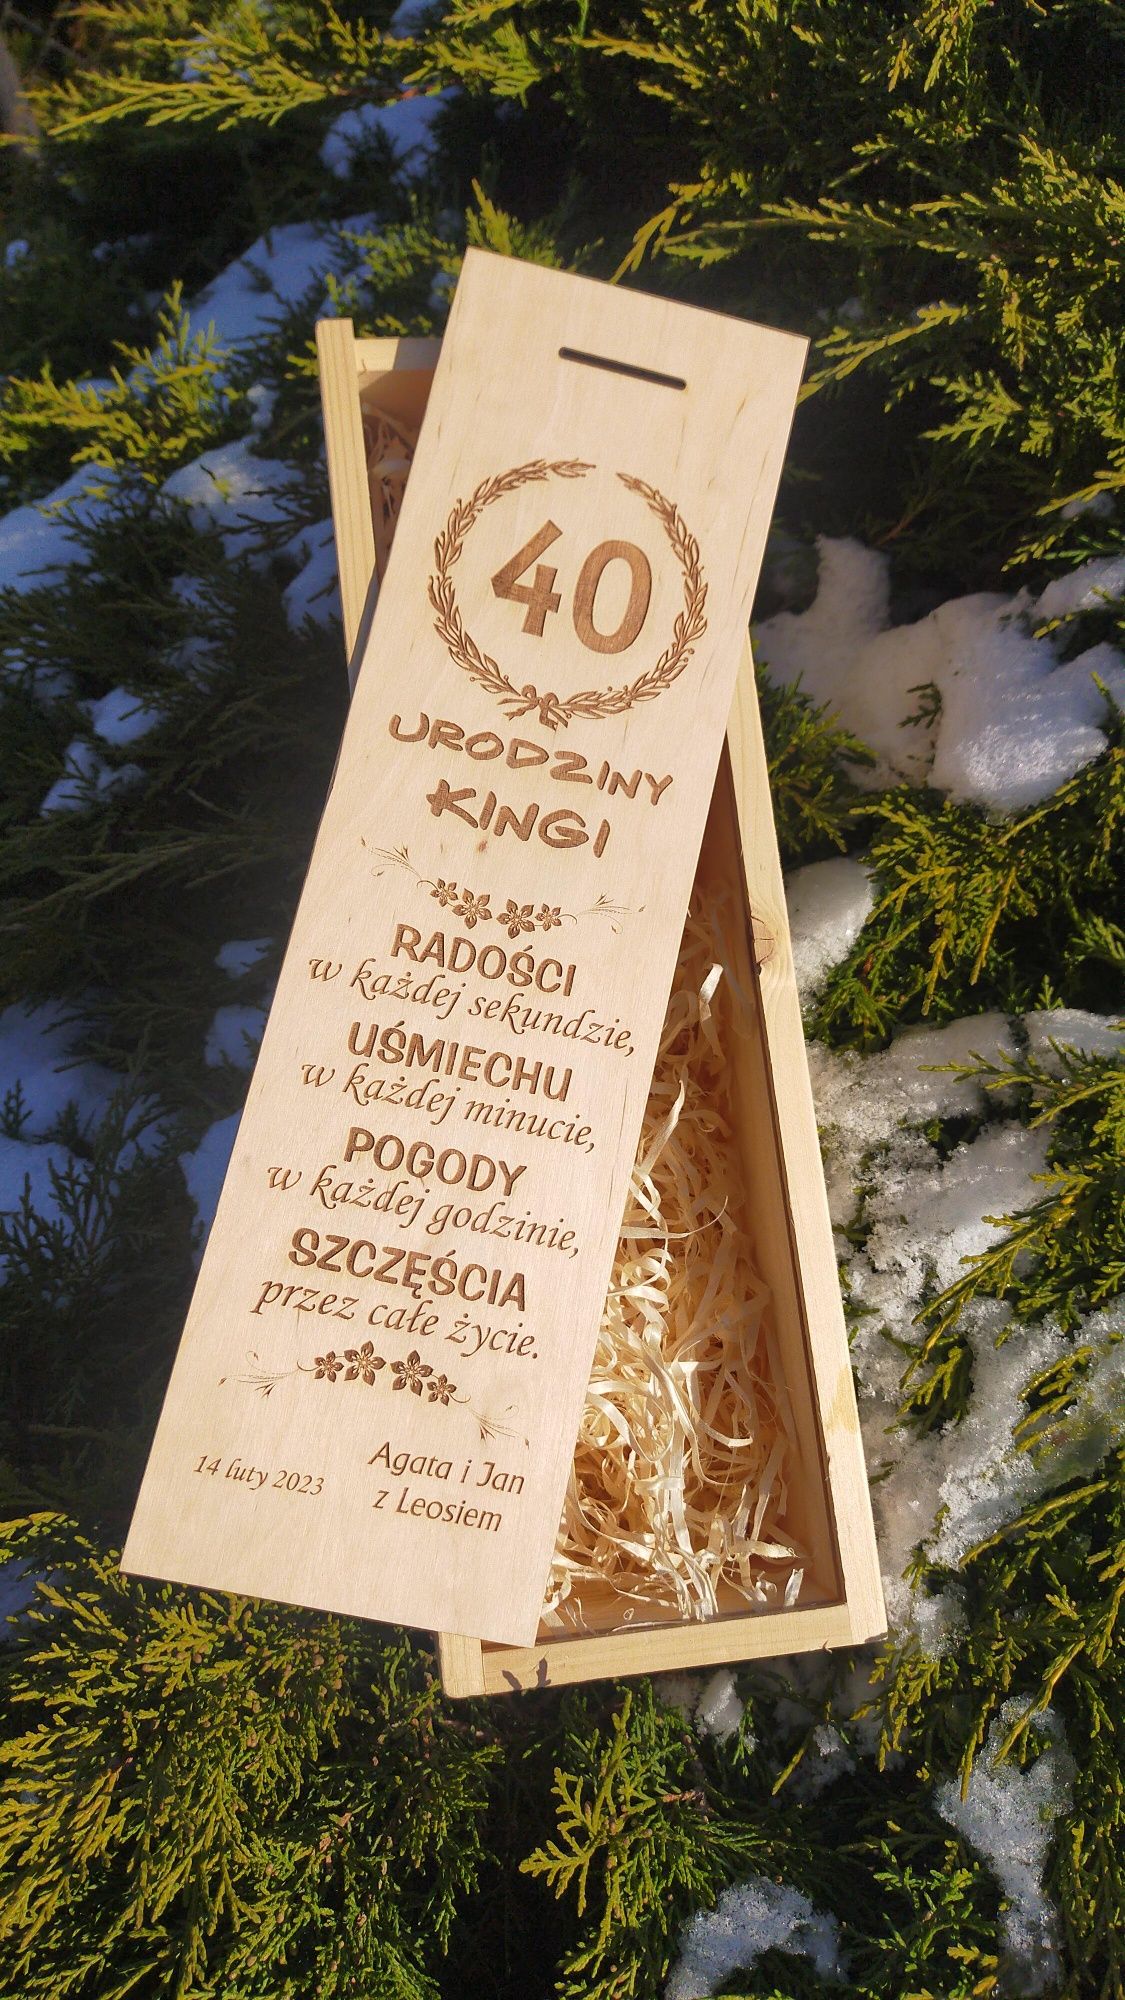 40
URODZINY
KINGI
RADOŚCI
w każdej sekundzie,
UŚMIECHU
w każdej minucie,
POGODY
w każdej godzinie,
SZCZĘŚCIA
przez całe życie.
14 luty 2023
Agata i Jan
z Leosiem